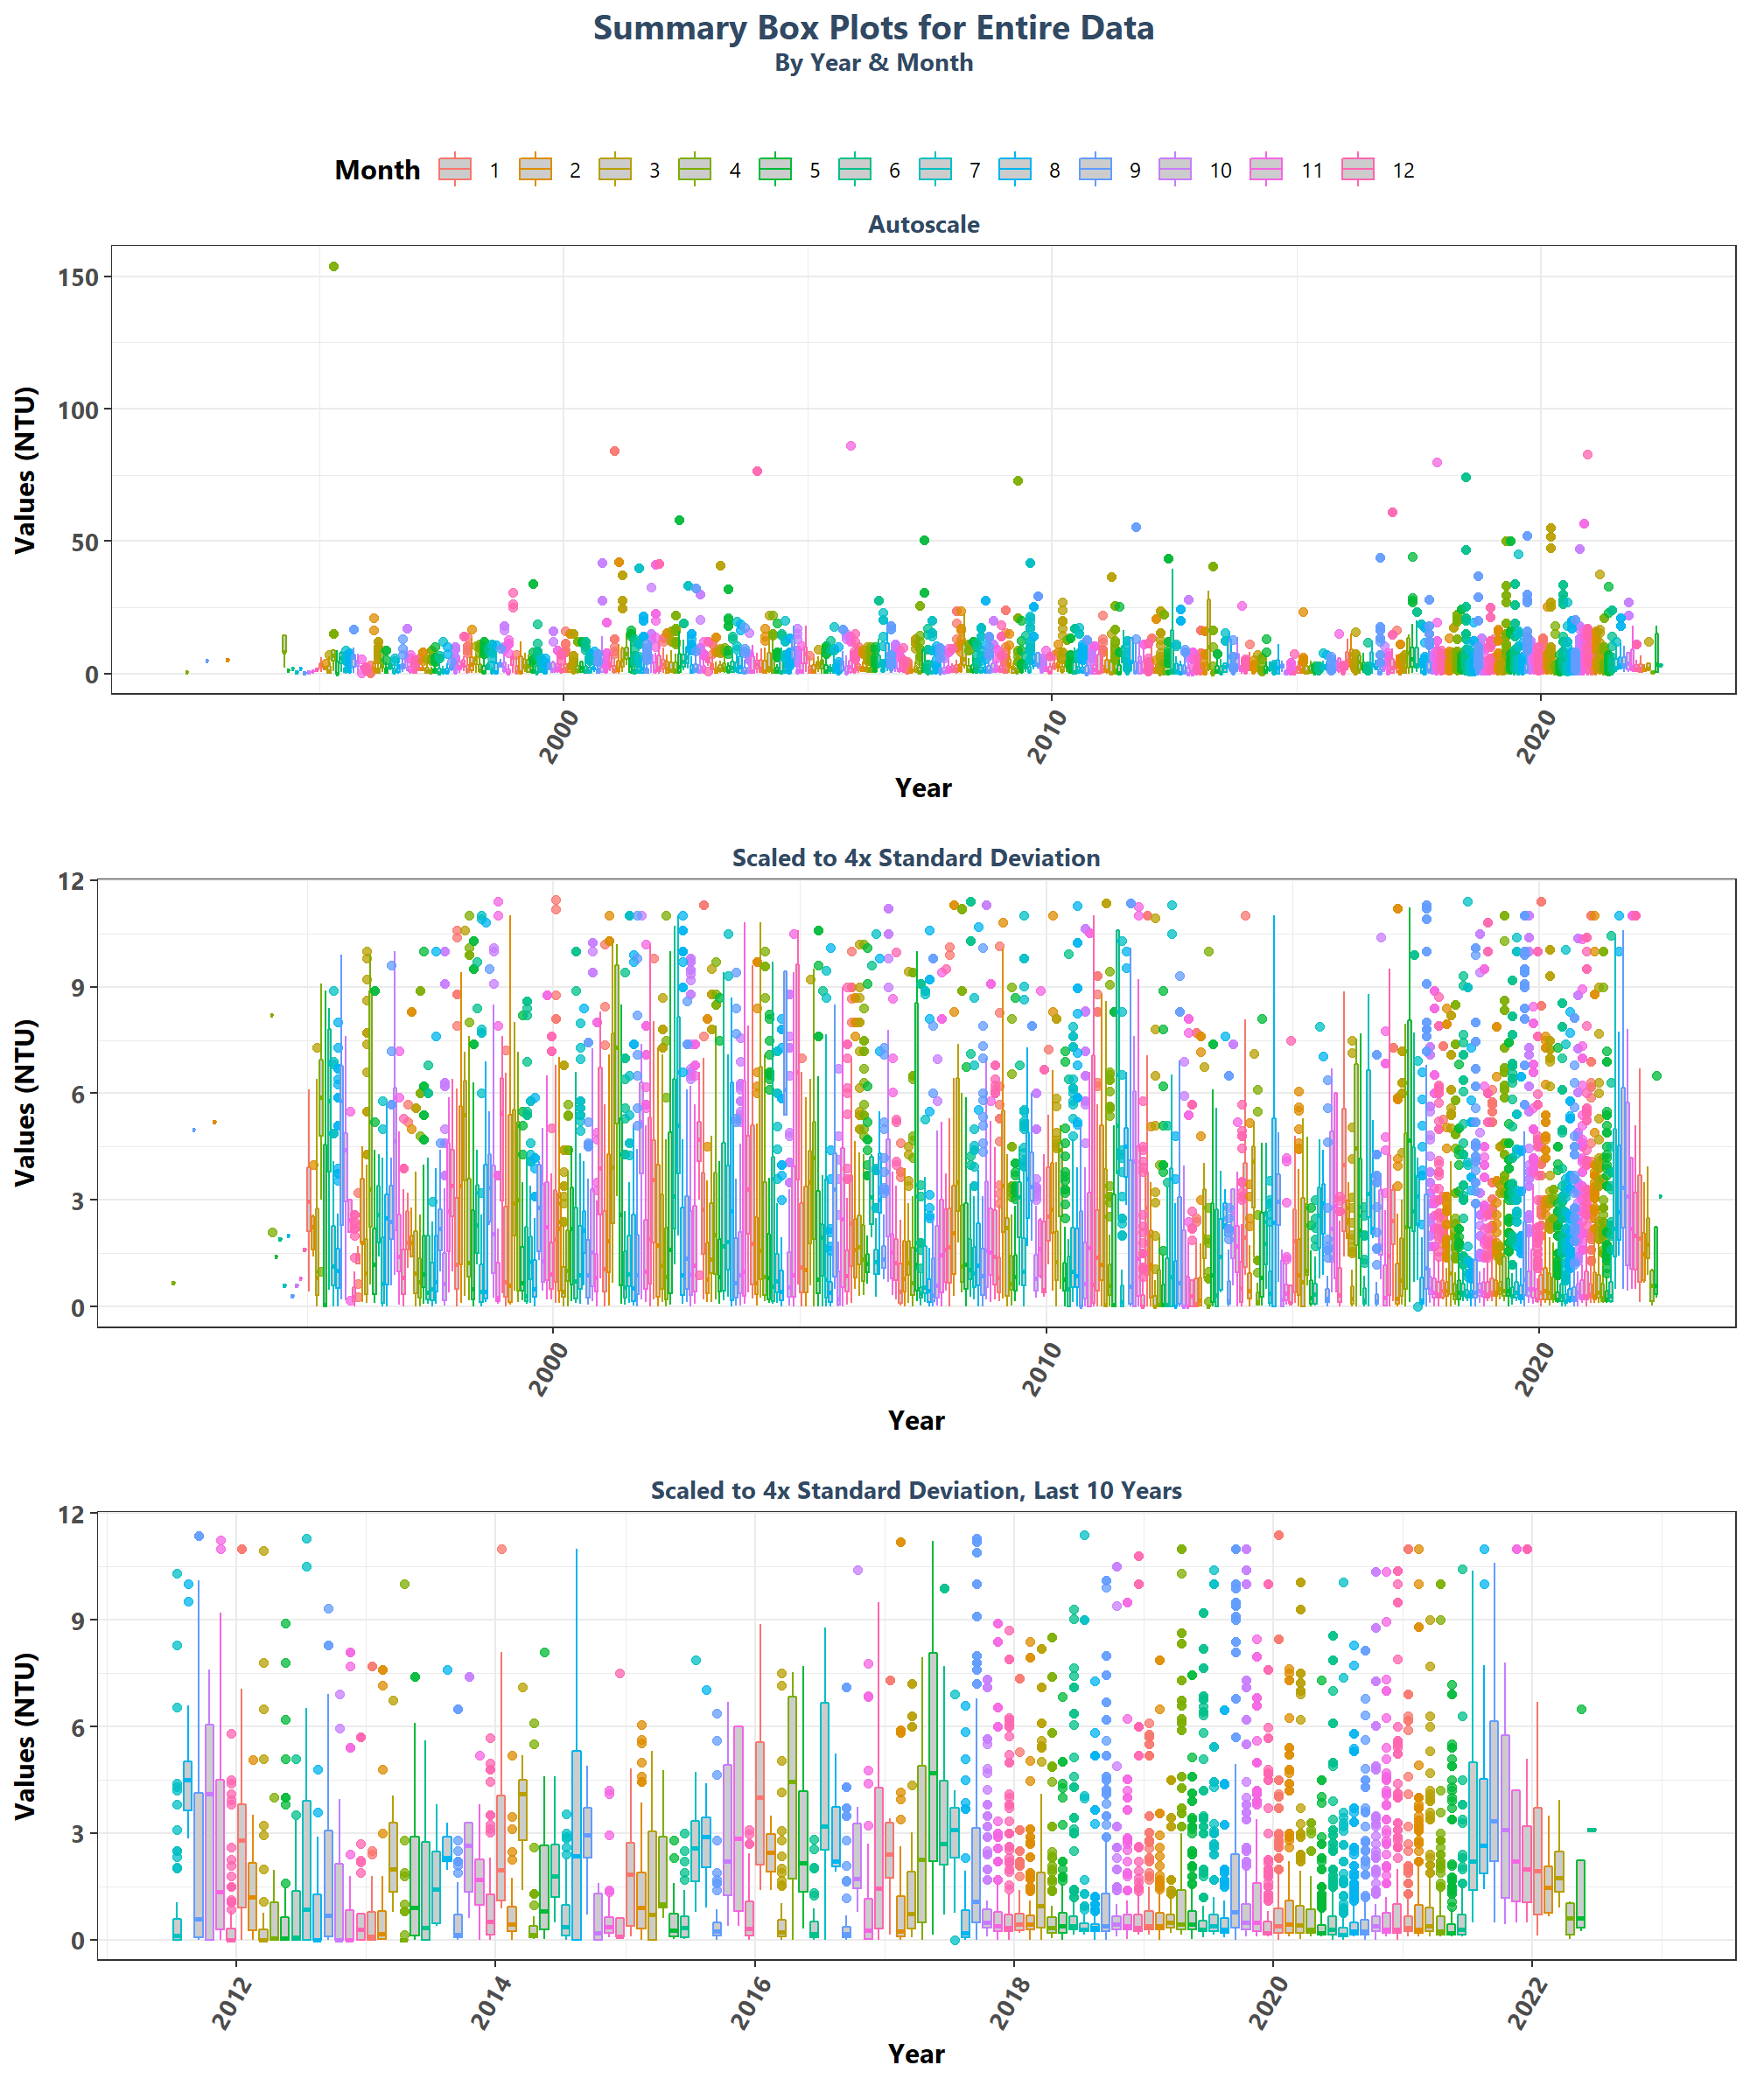 Summary Box Plots for Entire Data
By Year & Month
Month 1 2 3 4 5 6 7 8 9 10 11 12
Autoscale
Values (NTU)
150
100
50
0
2000 2010 2020
Year
Scaled to 4x Standard Deviation
Values (NTU)
12
9
6
3
0
2000 2010 2020
Year
Scaled to 4x Standard Deviation, Last 10 Years
Values (NTU)
12
9
6
3
0
2012 2014 2016 2018 2020 2022
Year